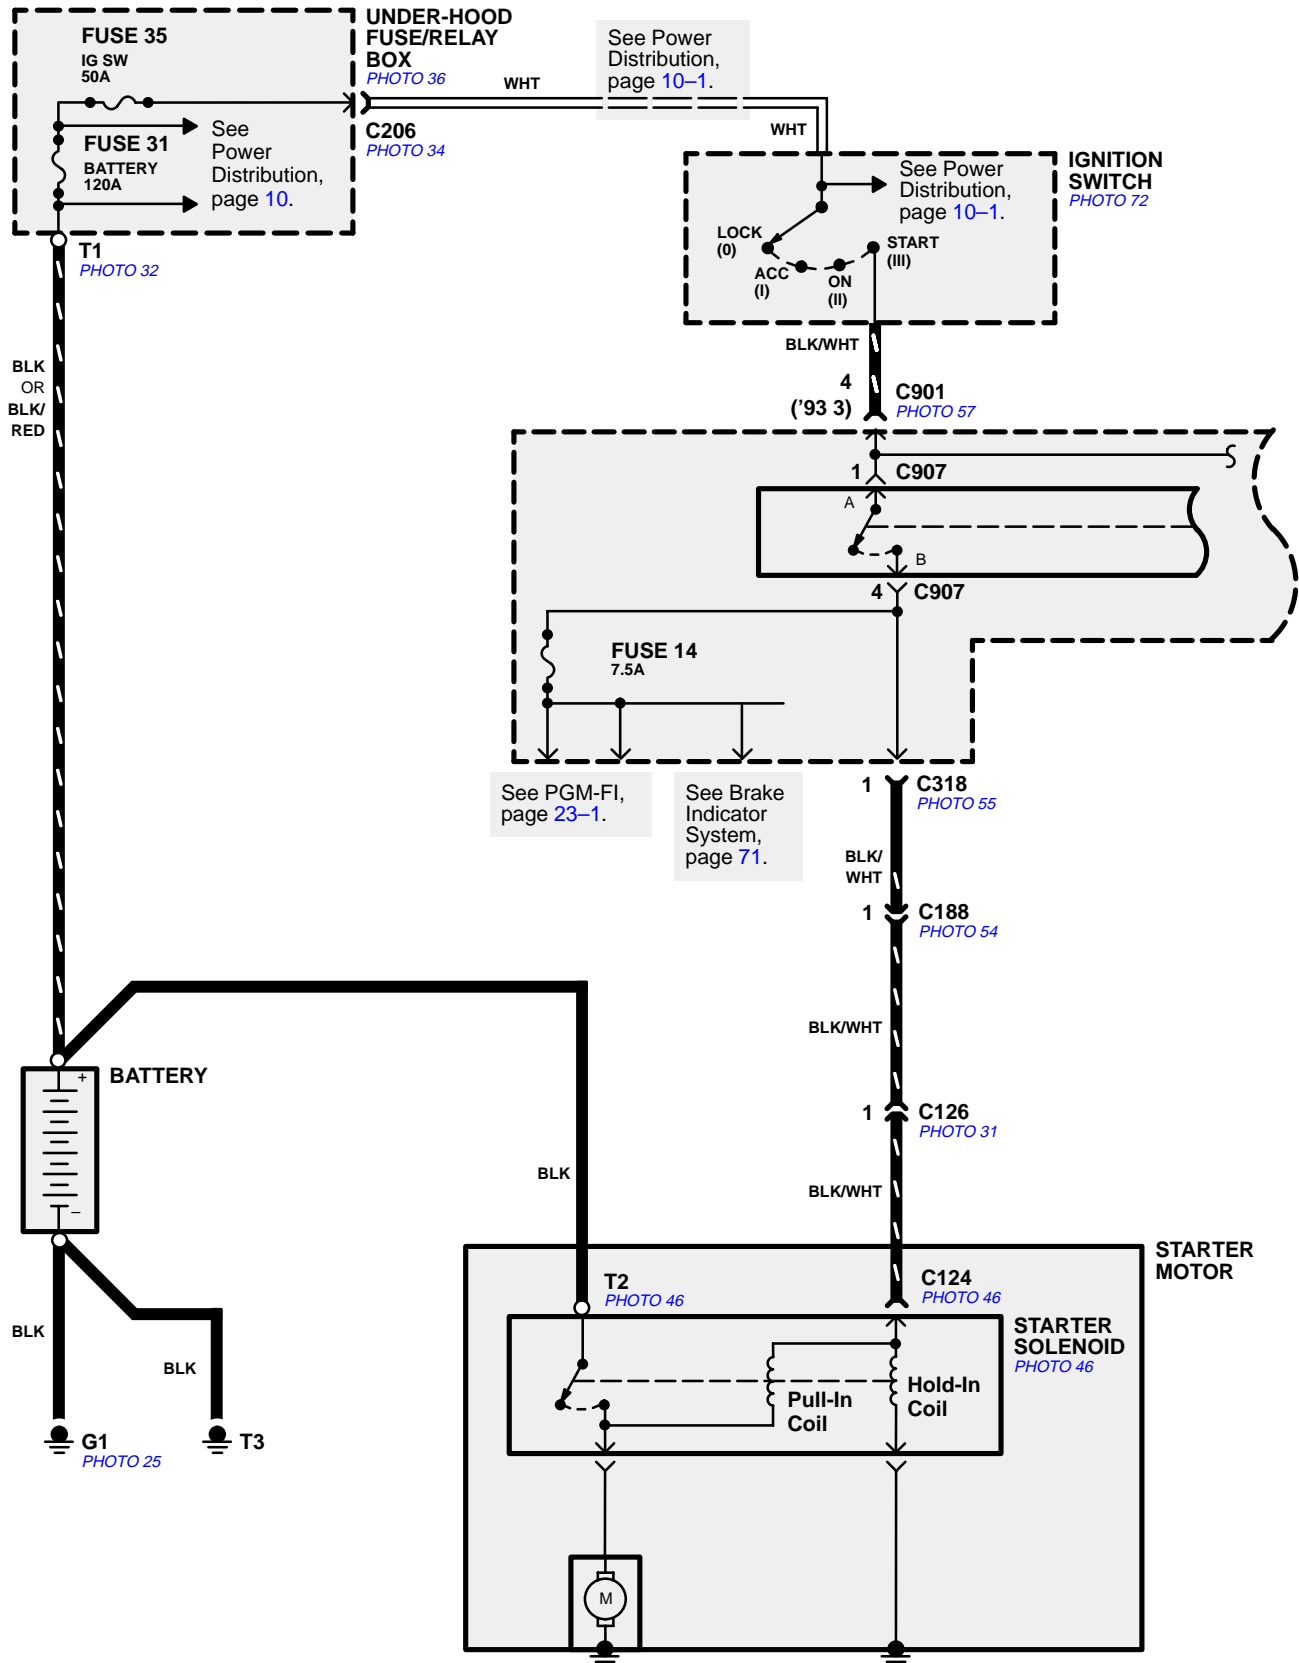 FUSE 35
IG SW
50A
UNDER-HOOD
FUSE/RELAY
BOX
PHOTO 36
WHT
See Power
Distribution,
page 10–1.
FUSE 31
BATTERY
120A
See
Power
Distribution,
page 10.
C206
PHOTO 34
WHT
See Power
Distribution,
page 10–1.
IGNITION
SWITCH
PHOTO 72
LOCK
(0)
ACC
(I)
ON
(II)
START
(III)
T1
PHOTO 32
BLK
OR
BLK/
RED
BLK/WHT
4
('93 3)
C901
PHOTO 57
1
C907
A
B
4
C907
FUSE 14
7.5A
See PGM-FI,
page 23–1.
See Brake
Indicator
System,
page 71.
1
C318
PHOTO 55
BLK/
WHT
1
C188
PHOTO 54
BLK/WHT
BATTERY
+
–
1
C126
PHOTO 31
BLK
BLK/WHT
STARTER
MOTOR
T2
PHOTO 46
C124
PHOTO 46
STARTER
SOLENOID
PHOTO 46
Pull-In
Coil
Hold-In
Coil
BLK
BLK
G1
PHOTO 25
T3
M